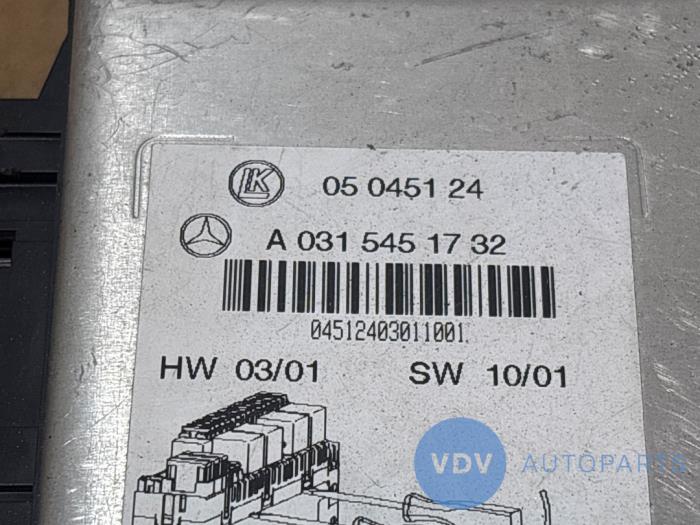 LK 05 0451 24
A 031 545 17 32
04512403011001
HW 03/01 SW 10/01
VDV AUTOPARTS